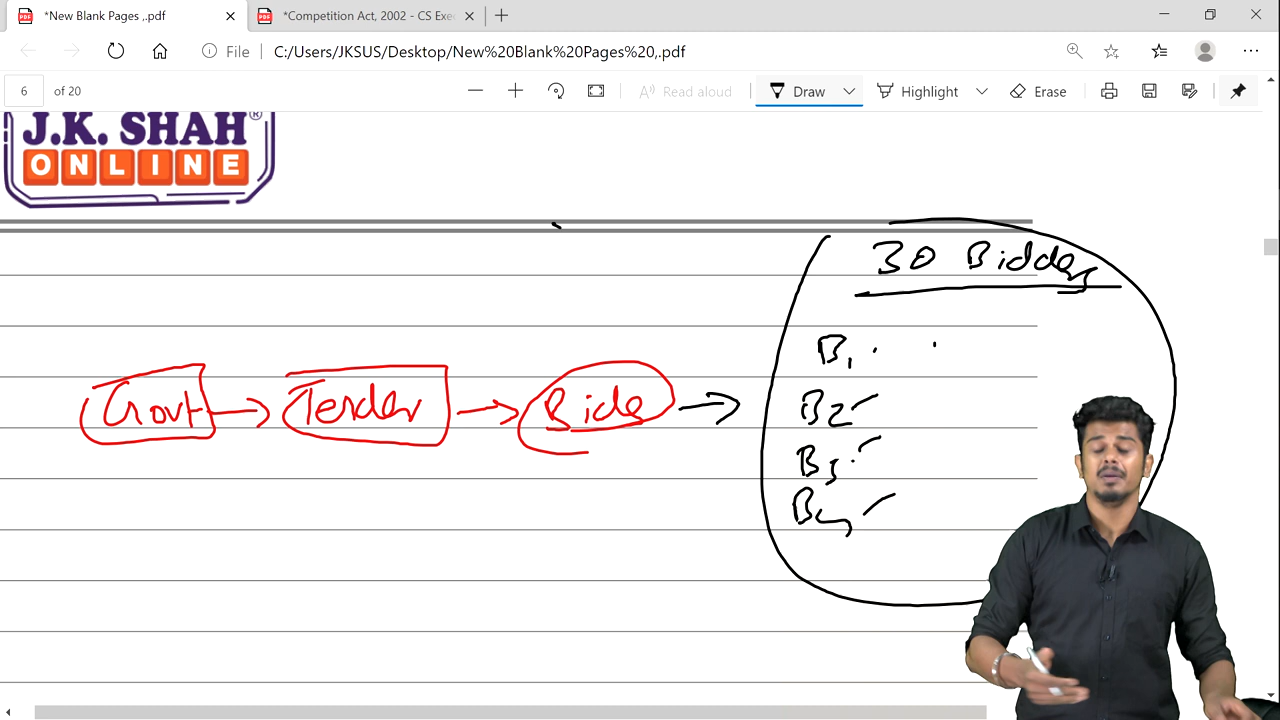 *New Blank Pages ,.pdf
*Competition Act, 2002 - CS Exec
File
C:/Users/JKSUS/Desktop/New%20Blank%20Pages%20,.pdf
6 of 20
Read aloud
Draw
Highlight
Erase
J.K. SHAH®
ONLINE
30 Bidders
B1
Govt → Tender → Bids →
B2
B3
B4